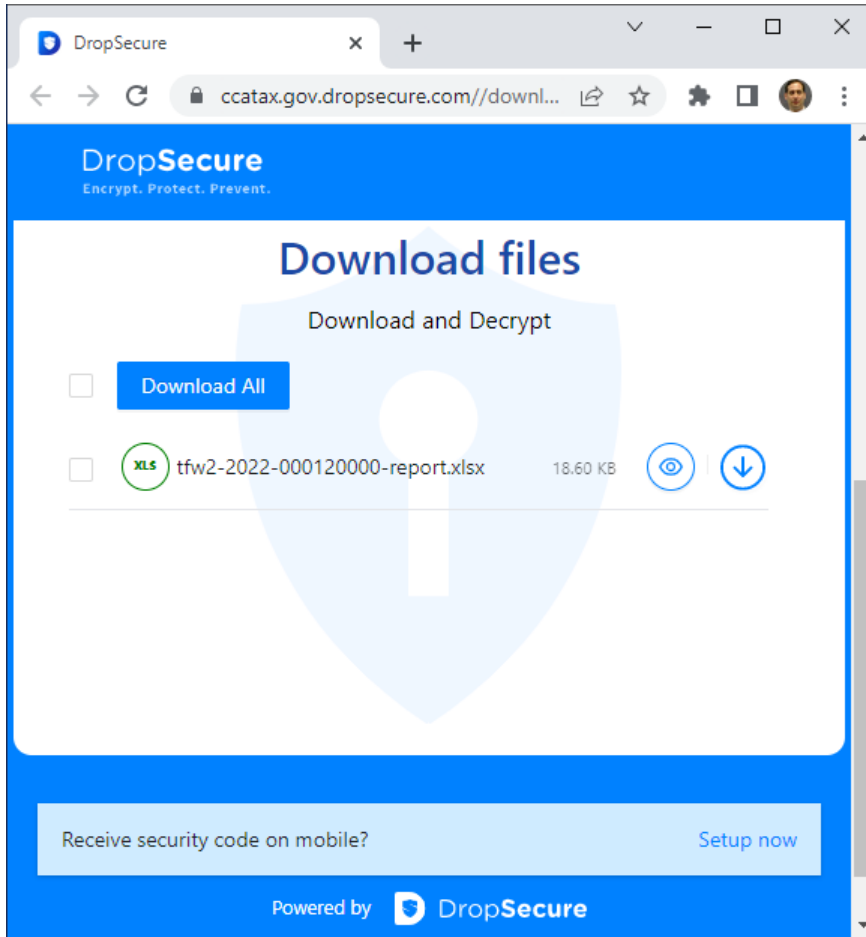 DropSecure
ccatax.gov.dropsecure.com//downl...
DropSecure
Encrypt. Protect. Prevent.
Download files
Download and Decrypt
Download All
XLS tfw2-2022-000120000-report.xlsx 18.60 KB
Receive security code on mobile? Setup now
Powered by DropSecure